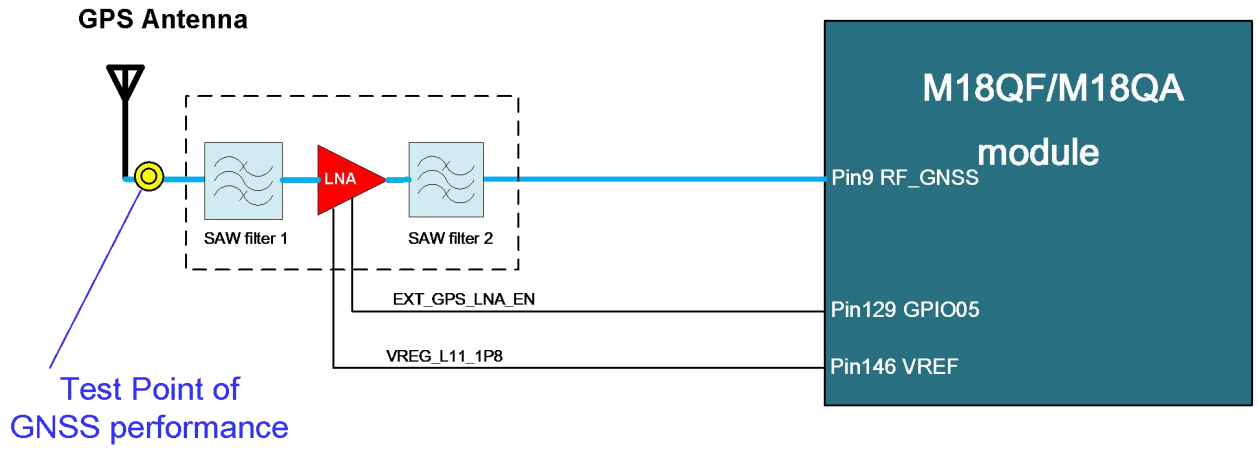 GPS Antenna
M18QF/M18QA
module
LNA
Pin9 RF_GNSS
SAW filter 1
SAW filter 2
EXT_GPS_LNA_EN
Pin129 GPIO05
VREG_L11_1P8
Pin146 VREF
Test Point of
GNSS performance